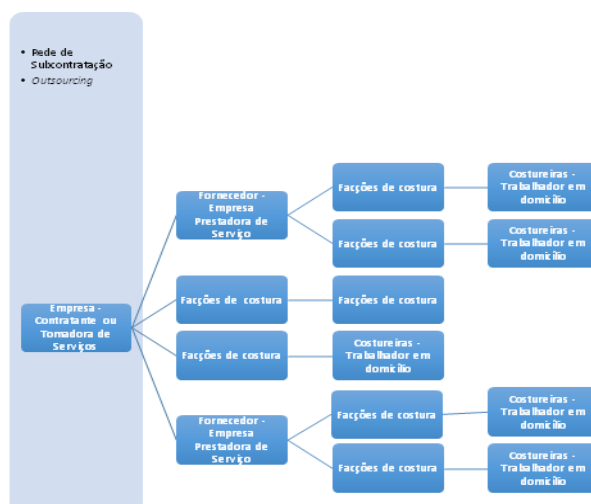 Rede de
Subcontratação
Outsourcing
Empresa -
Contratante ou
Tomadora de
Serviços
Fornecedor -
Empresa
Prestadora de
Serviço
Facções de costura
Costureiras -
Trabalhador em
domicílio
Facções de costura
Costureiras -
Trabalhador em
domicílio
Facções de costura
Facções de costura
Facções de costura
Costureiras -
Trabalhador em
domicílio
Fornecedor -
Empresa
Prestadora de
Serviço
Facções de costura
Costureiras -
Trabalhador em
domicílio
Facções de costura
Costureiras -
Trabalhador em
domicílio